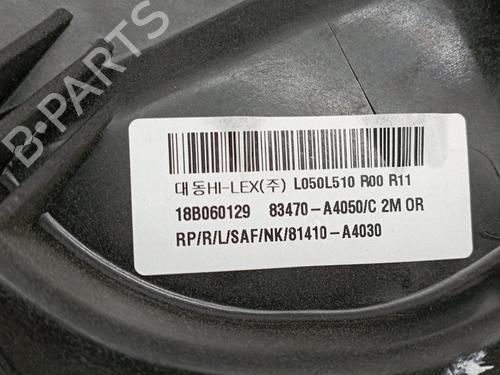 B-PARTS
대동HI-LEX(주) L050L510 R00 R11
18B060129 83470-A4050/C 2M OR
RP/R/L/SAF/NK/81410-A4030